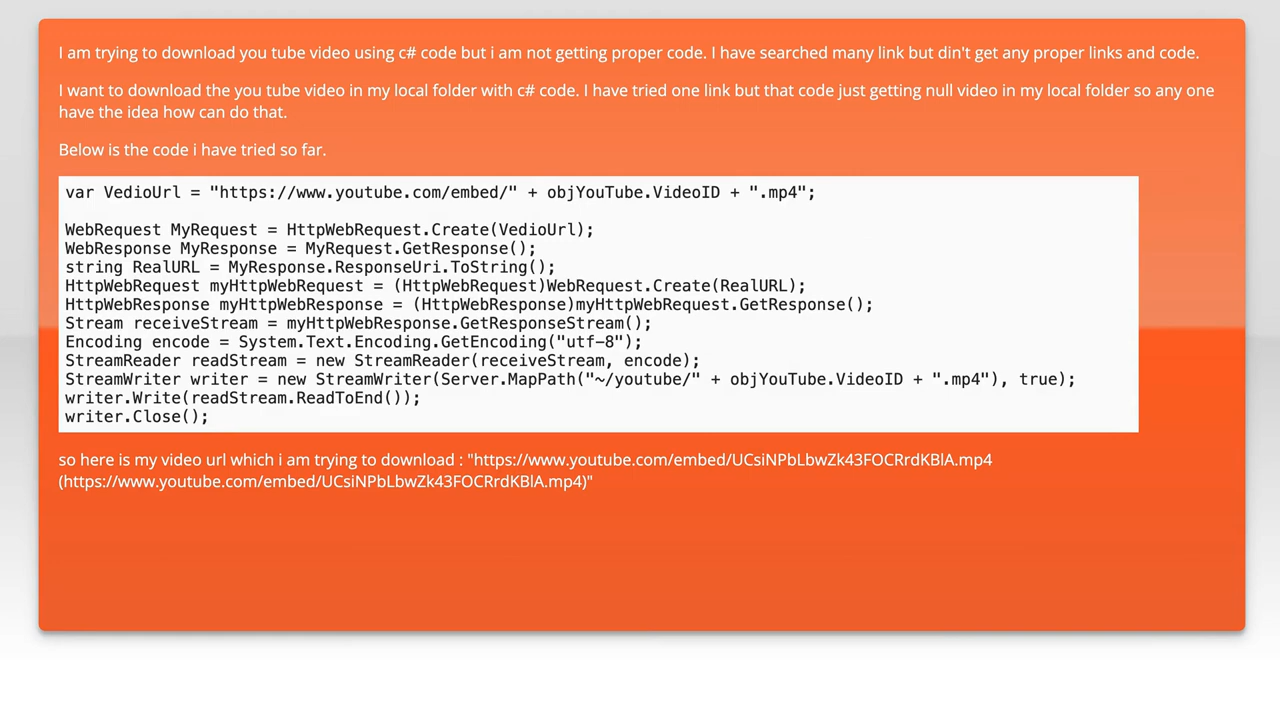 I am trying to download you tube video using c# code but i am not getting proper code. I have searched many link but din't get any proper links and code.
I want to download the you tube video in my local folder with c# code. I have tried one link but that code just getting null video in my local folder so any one
have the idea how can do that.
Below is the code i have tried so far.
var VedioUrl = "https://www.youtube.com/embed/" + objYouTube.VideoID + ".mp4";
WebRequest MyRequest = HttpWebRequest.Create(VedioUrl);
WebResponse MyResponse = MyRequest.GetResponse();
string RealURL = MyResponse.ResponseUri.ToString();
HttpWebRequest myHttpWebRequest = (HttpWebRequest)WebRequest.Create(RealURL);
HttpWebResponse myHttpWebResponse = (HttpWebResponse)myHttpWebRequest.GetResponse();
Stream receiveStream = myHttpWebResponse.GetResponseStream();
Encoding encode = System.Text.Encoding.GetEncoding("utf-8");
StreamReader readStream = new StreamReader(receiveStream, encode);
StreamWriter writer = new StreamWriter(Server.MapPath("~/youtube/" + objYouTube.VideoID + ".mp4"), true);
writer.Write(readStream.ReadToEnd());
writer.Close();
so here is my video url which i am trying to download : "https://www.youtube.com/embed/UCsiNPbLbwZk43FOCRrdKBlA.mp4
(https://www.youtube.com/embed/UCsiNPbLbwZk43FOCRrdKBlA.mp4)"